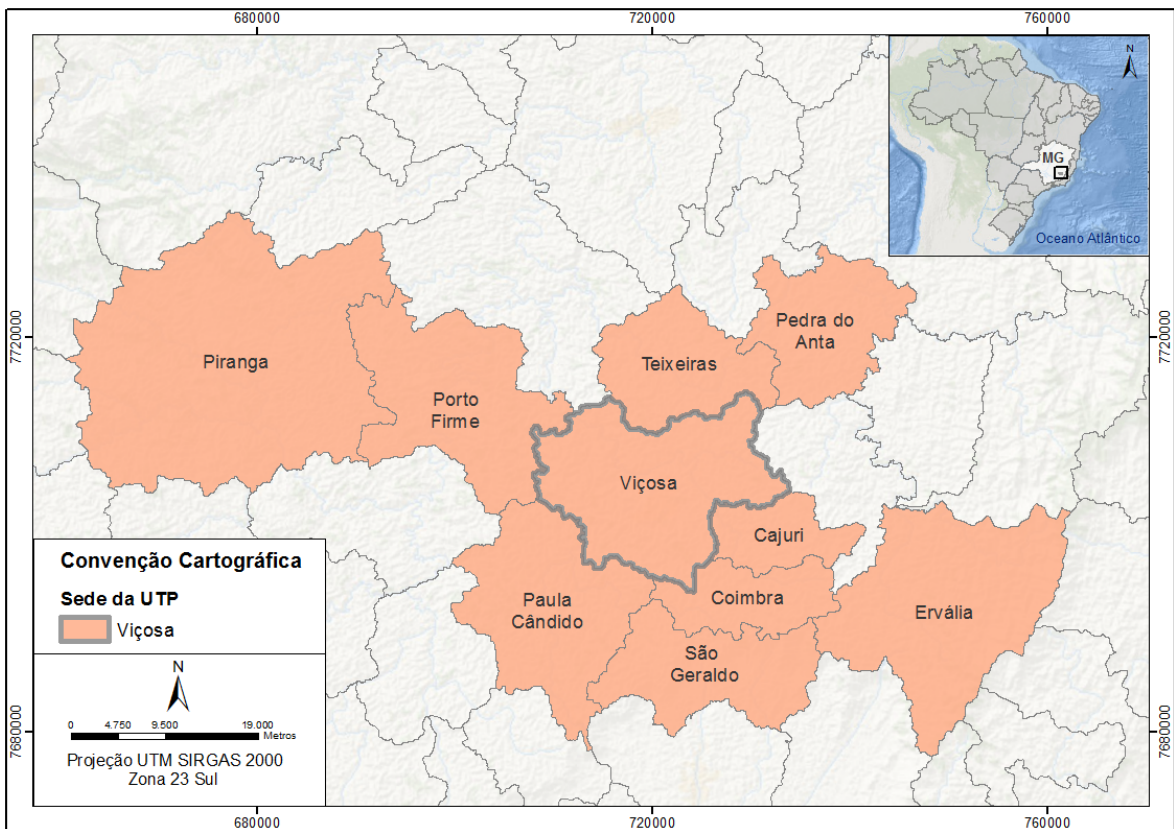 680000
720000
760000
N
MG
Oceano Atlântico
7720000
7720000
Piranga
Porto
Firme
Teixeiras
Pedra do
Anta
Viçosa
Cajuri
Coimbra
Paula
Cândido
São
Geraldo
Ervália
Convenção Cartográfica
Sede da UTP
Viçosa
N
0 4.750 9.500 19.000
Metros
Projeção UTM SIRGAS 2000
Zona 23 Sul
7680000
7680000
680000
720000
760000